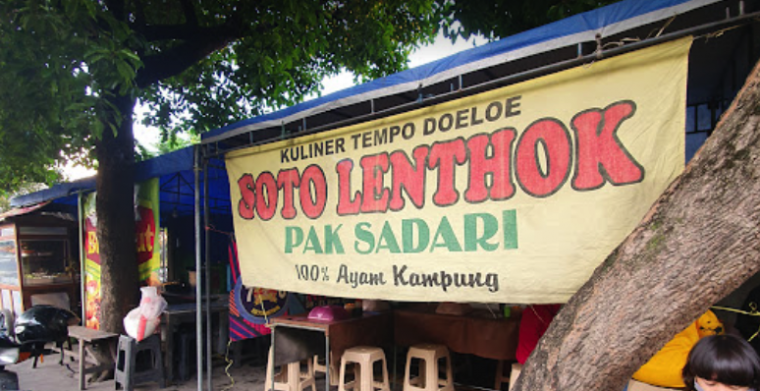 KULINER TEMPO DOELOE
SOTO LENTHOK
PAK SADARI
100% Ayam Kampung